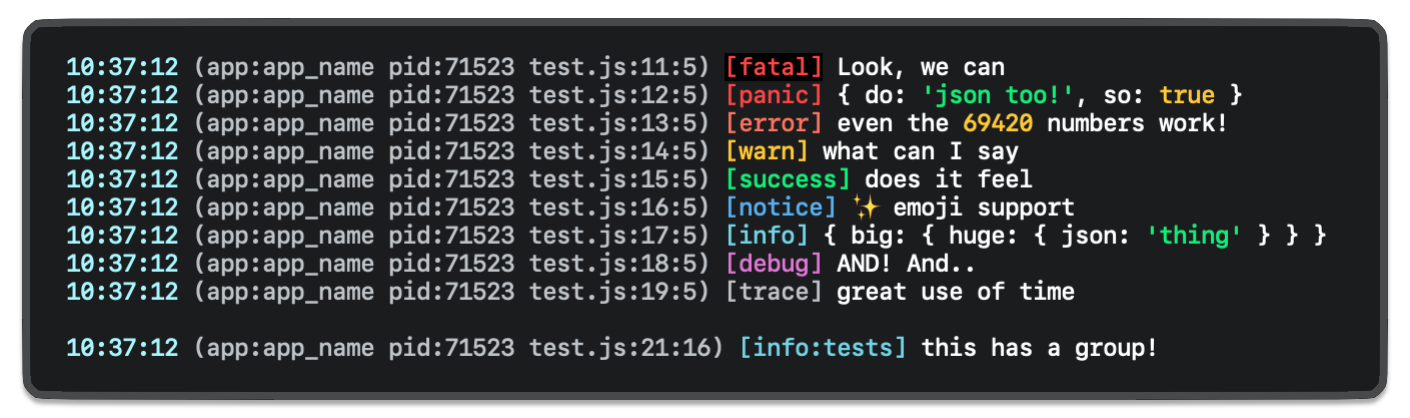 10:37:12 (app:app_name pid:71523 test.js:11:5) [fatal] Look, we can
10:37:12 (app:app_name pid:71523 test.js:12:5) [panic] { do: 'json too!', so: true }
10:37:12 (app:app_name pid:71523 test.js:13:5) [error] even the 69420 numbers work!
10:37:12 (app:app_name pid:71523 test.js:14:5) [warn] what can I say
10:37:12 (app:app_name pid:71523 test.js:15:5) [success] does it feel
10:37:12 (app:app_name pid:71523 test.js:16:5) [notice] ✨ emoji support
10:37:12 (app:app_name pid:71523 test.js:17:5) [info] { big: { huge: { json: 'thing' } } }
10:37:12 (app:app_name pid:71523 test.js:18:5) [debug] AND! And..
10:37:12 (app:app_name pid:71523 test.js:19:5) [trace] great use of time
10:37:12 (app:app_name pid:71523 test.js:21:16) [info:tests] this has a group!